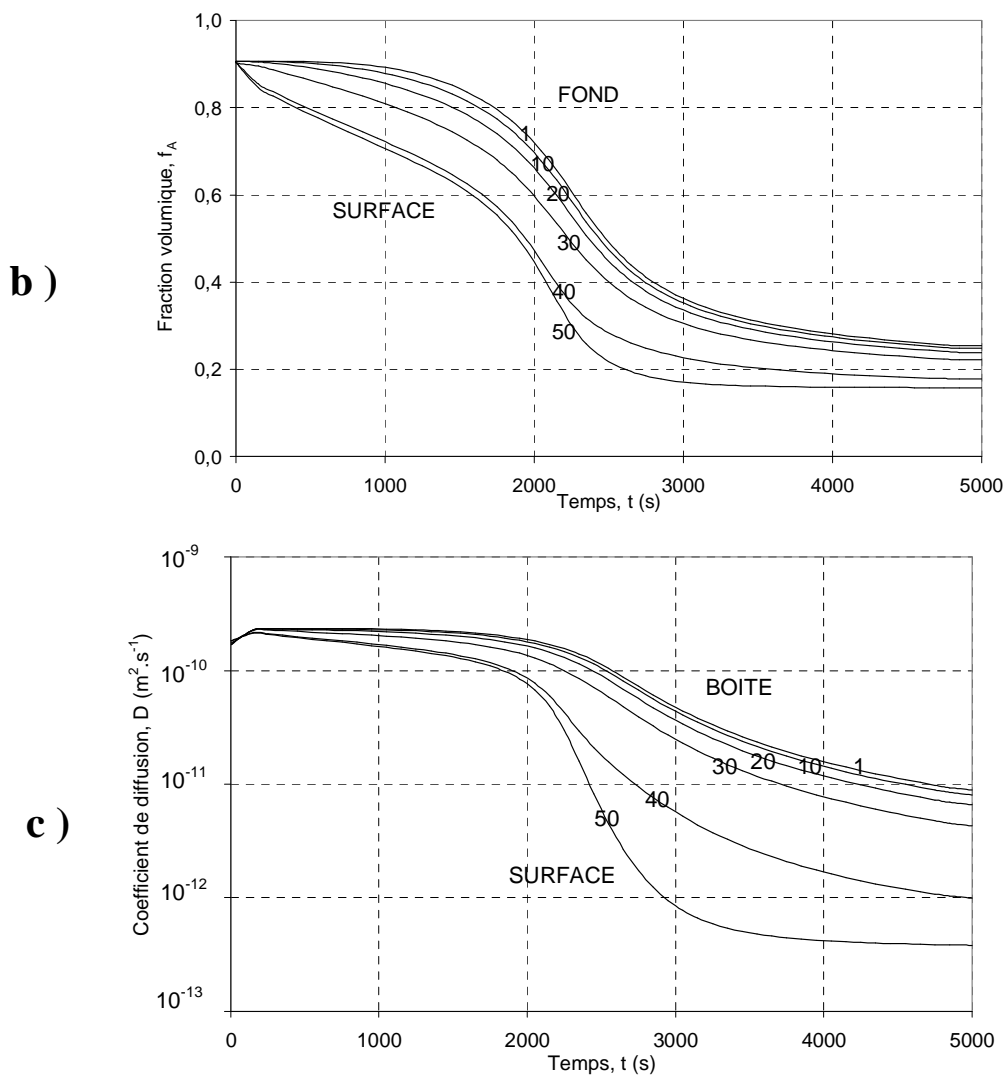 b )
Fraction volumique, f_A
1,0
0,8
0,6
0,4
0,2
0,0
FOND
SURFACE
1
10
20
30
40
50
0 1000 2000 3000 4000 5000
Temps, t (s)
c )
Coefficient de diffusion, D (m².s⁻¹)
10⁻⁹
10⁻¹⁰
10⁻¹¹
10⁻¹²
10⁻¹³
BOITE
30 20 10 1
40
50
SURFACE
0 1000 2000 3000 4000 5000
Temps, t (s)